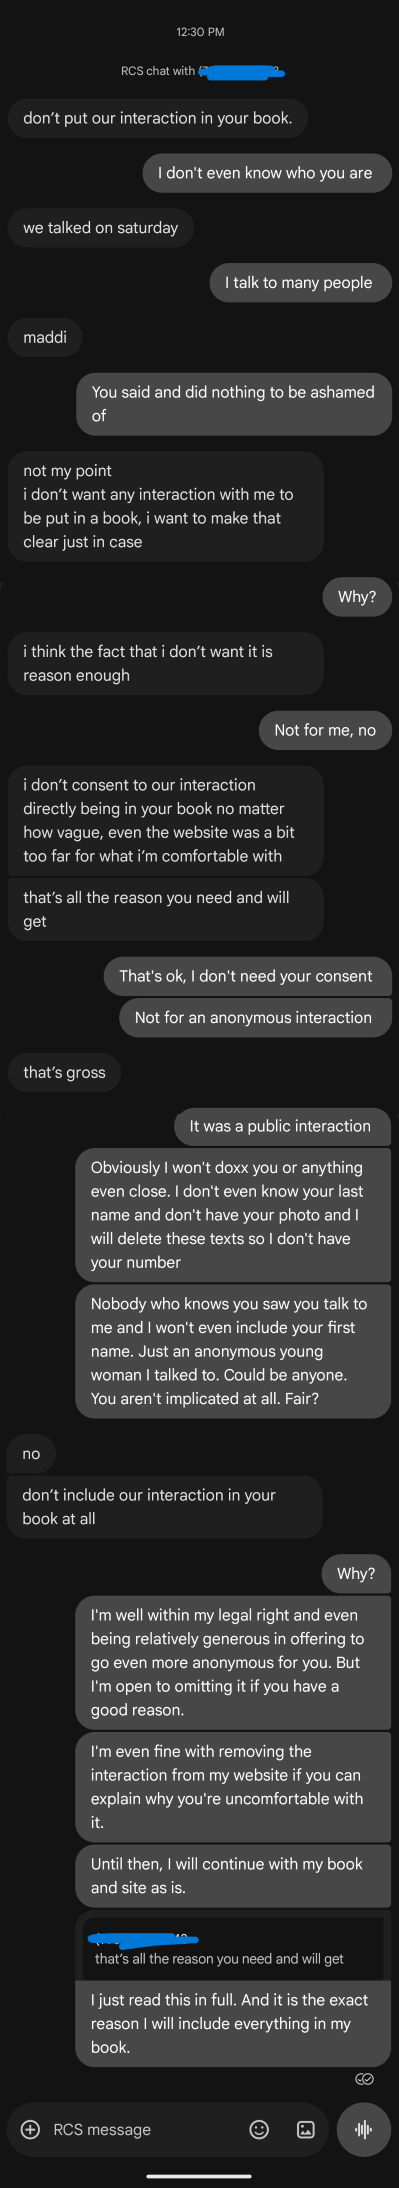 12:30 PM
RCS chat with
don't put our interaction in your book.
I don't even know who you are
we talked on saturday
I talk to many people
maddi
You said and did nothing to be ashamed
of
not my point
i don't want any interaction with me to
be put in a book, i want to make that
clear just in case
Why?
i think the fact that i don't want it is
reason enough
Not for me, no
i don't consent to our interaction
directly being in your book no matter
how vague, even the website was a bit
too far for what i'm comfortable with
that's all the reason you need and will
get
That's ok, I don't need your consent
Not for an anonymous interaction
that's gross
It was a public interaction
Obviously I won't doxx you or anything
even close. I don't even know your last
name and don't have your photo and I
will delete these texts so I don't have
your number
Nobody who knows you saw you talk to
me and I won't even include your first
name. Just an anonymous young
woman I talked to. Could be anyone.
You aren't implicated at all. Fair?
no
don't include our interaction in your
book at all
Why?
I'm well within my legal right and even
being relatively generous in offering to
go even more anonymous for you. But
I'm open to omitting it if you have a
good reason.
I'm even fine with removing the
interaction from my website if you can
explain why you're uncomfortable with
it.
Until then, I will continue with my book
and site as is.
that's all the reason you need and will get
I just read this in full. And it is the exact
reason I will include everything in my
book.
RCS message